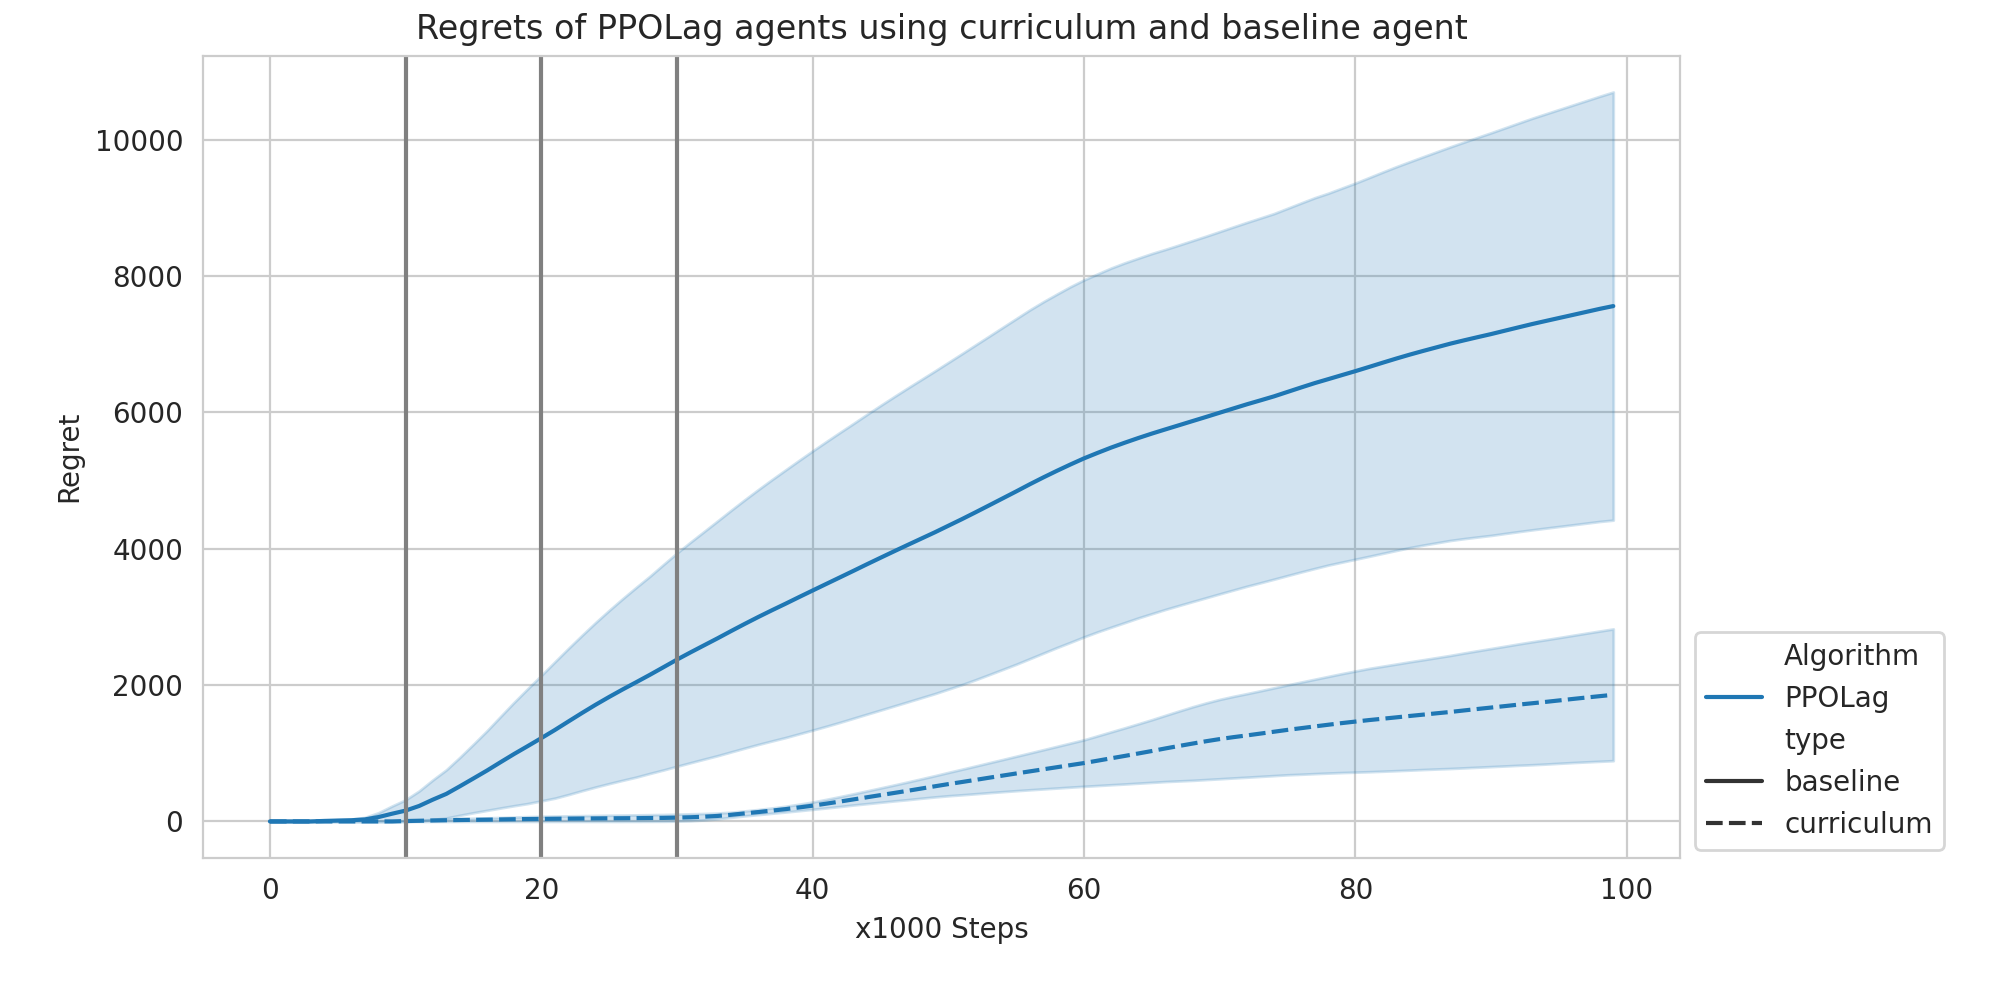 Regrets of PPOLag agents using curriculum and baseline agent
10000
8000
6000
4000
2000
0
Regret
0 20 40 60 80 100
x1000 Steps
Algorithm
PPOLag
type
baseline
curriculum